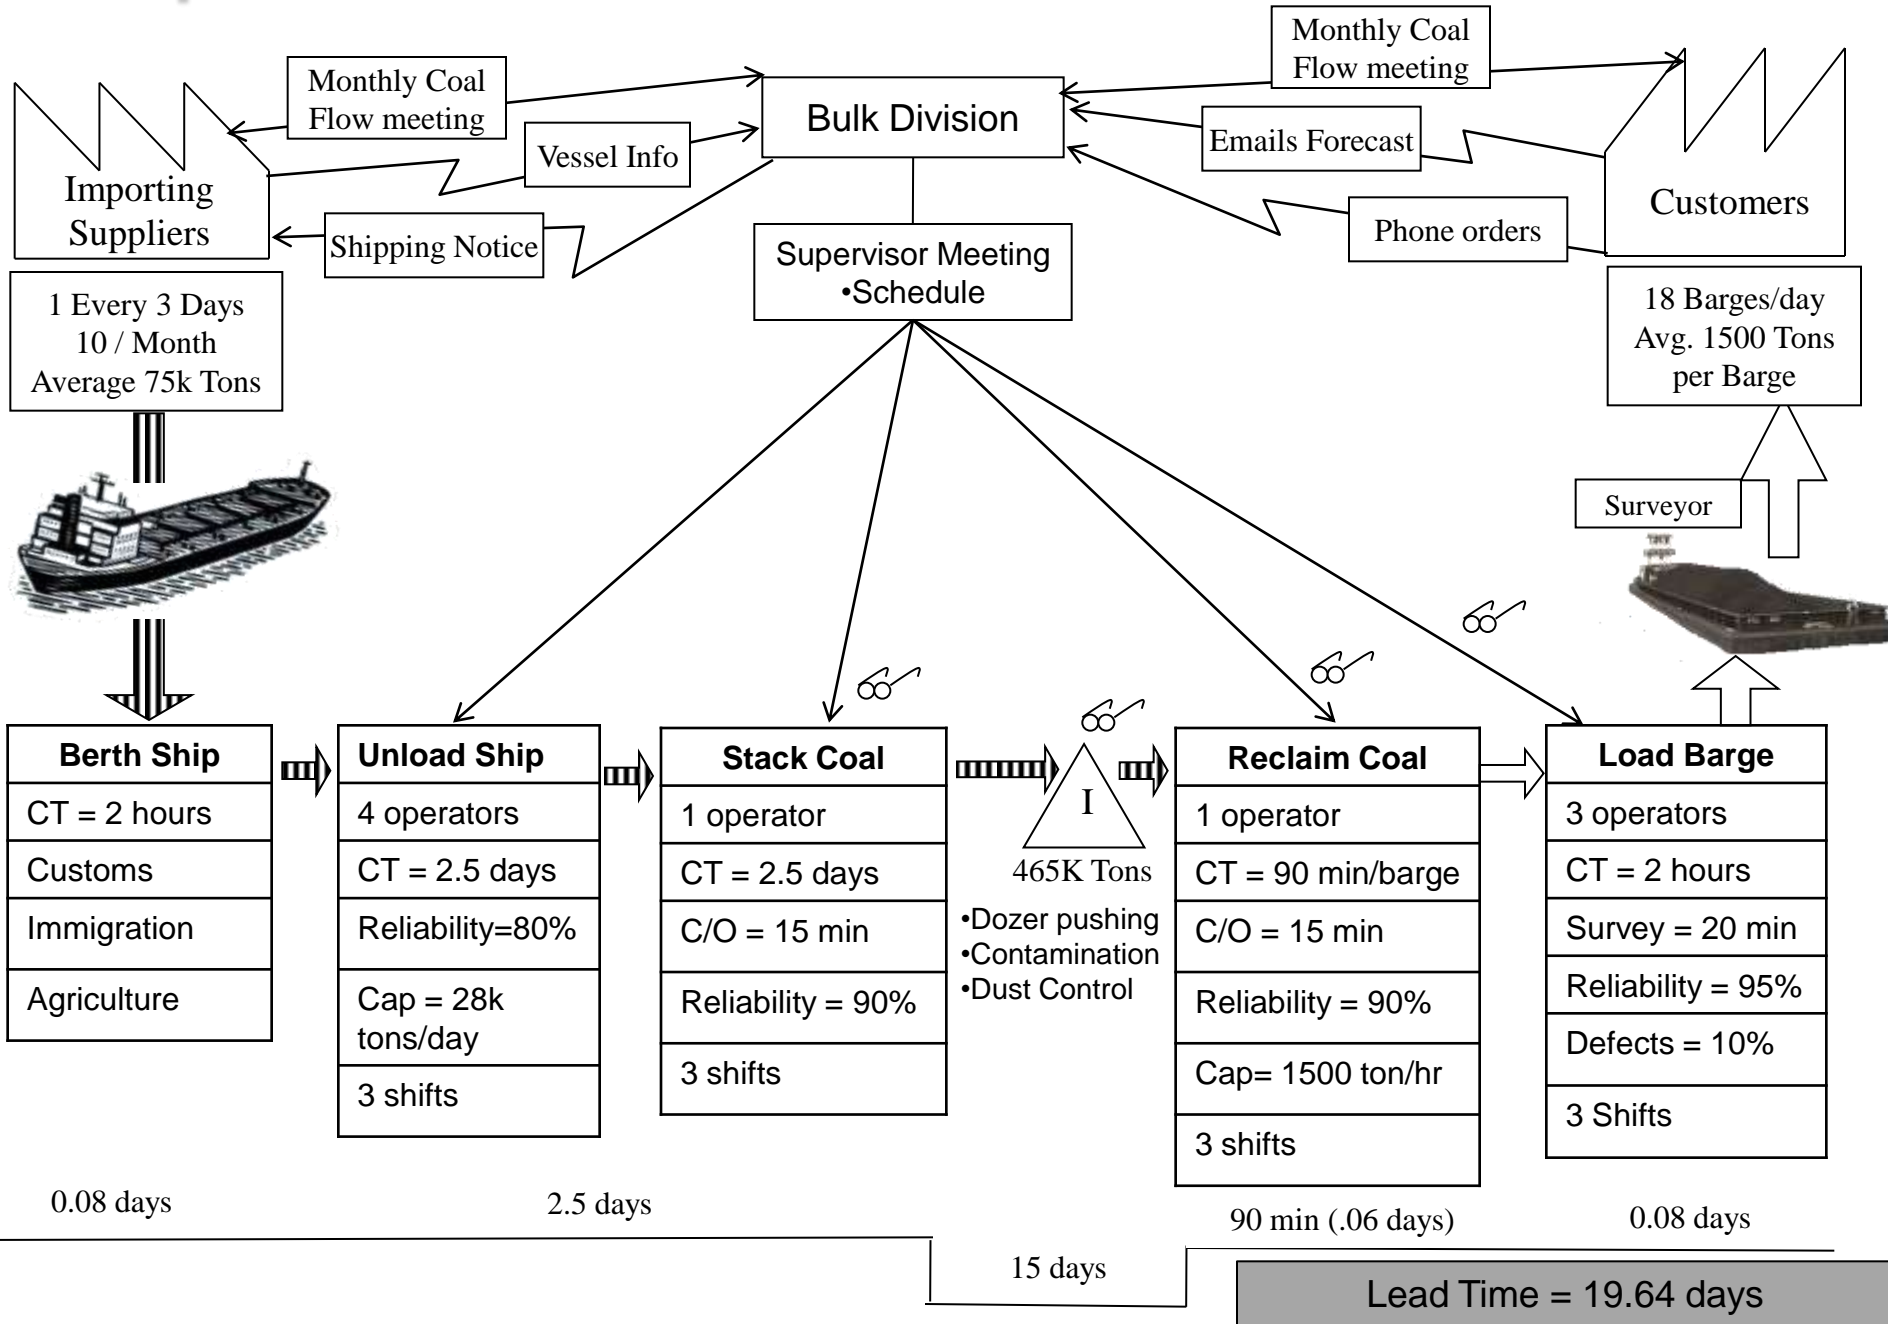 Monthly Coal
Flow meeting
Monthly Coal
Flow meeting
Bulk Division
Vessel Info
Emails Forecast
Importing
Suppliers
Customers
Shipping Notice
Phone orders
Supervisor Meeting
•Schedule
1 Every 3 Days
10 / Month
Average 75k Tons
18 Barges/day
Avg. 1500 Tons
per Barge
Surveyor
Berth Ship
CT = 2 hours
Customs
Immigration
Agriculture
Unload Ship
4 operators
CT = 2.5 days
Reliability=80%
Cap = 28k
tons/day
3 shifts
Stack Coal
1 operator
CT = 2.5 days
C/O = 15 min
Reliability = 90%
3 shifts
I
465K Tons
•Dozer pushing
•Contamination
•Dust Control
Reclaim Coal
1 operator
CT = 90 min/barge
C/O = 15 min
Reliability = 90%
Cap= 1500 ton/hr
3 shifts
Load Barge
3 operators
CT = 2 hours
Survey = 20 min
Reliability = 95%
Defects = 10%
3 Shifts
0.08 days
2.5 days
15 days
90 min (.06 days)
0.08 days
Lead Time = 19.64 days